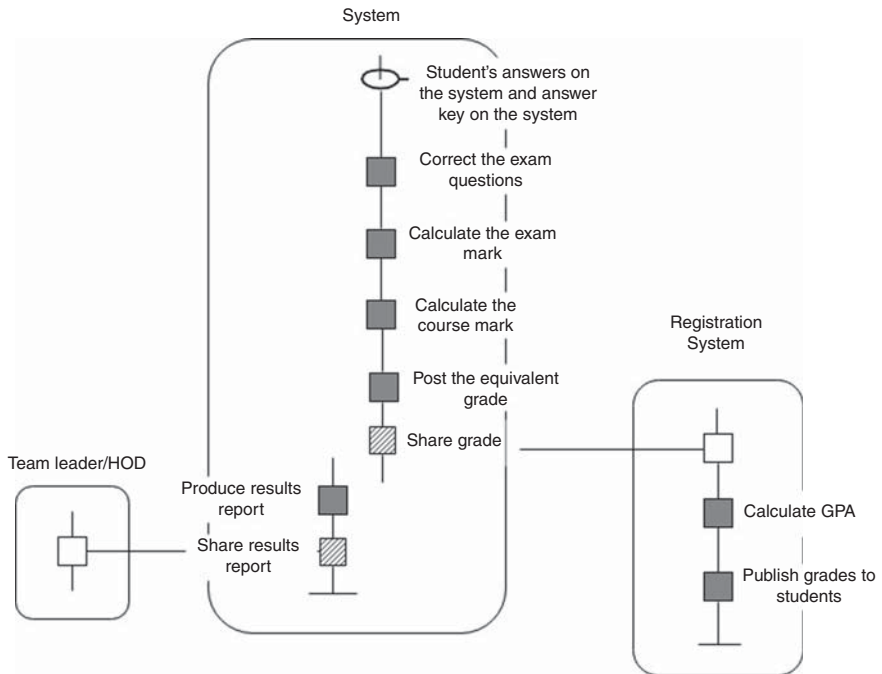 System
Student's answers on
the system and answer
key on the system
Correct the exam
questions
Calculate the exam
mark
Calculate the
course mark
Post the equivalent
grade
Share grade
Registration
System
Team leader/HOD
Produce results
report
Share results
report
Calculate GPA
Publish grades to
students